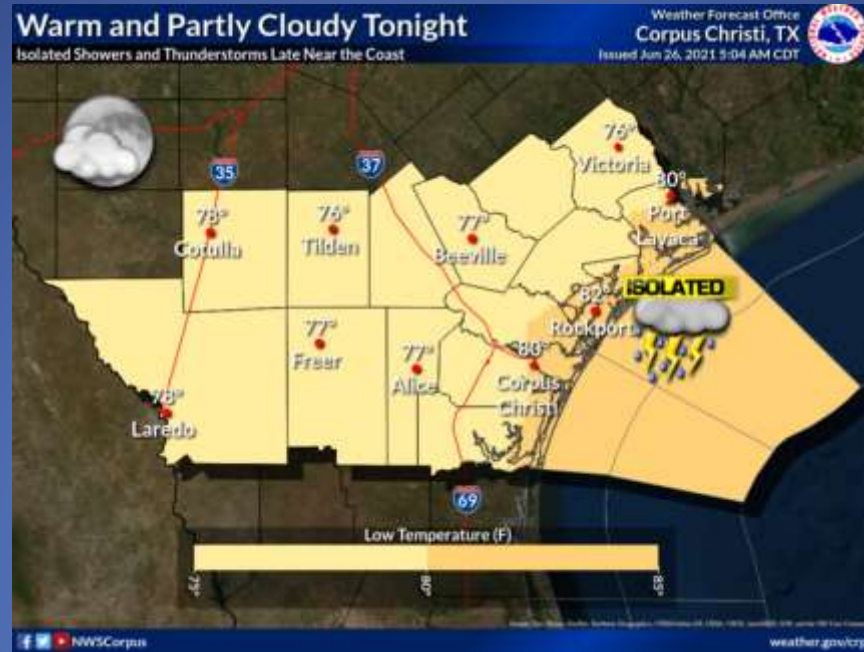 Warm and Partly Cloudy Tonight
Isolated Showers and Thunderstorms Late Near the Coast
Weather Forecast Office
Corpus Christi, TX
Issued Jun 26, 2021 5:04 AM CDT
76°
Victoria
35
37
80°
Port
Lavaca
78°
Cotulla
76°
Tilden
77°
Beeville
ISOLATED
82°
Rockport
77°
Freer
77°
Alice
80°
Corpus
Christi
78°
Laredo
69
Low Temperature (F)
75°
80°
85°
NWSCorpus
weather.gov/crp